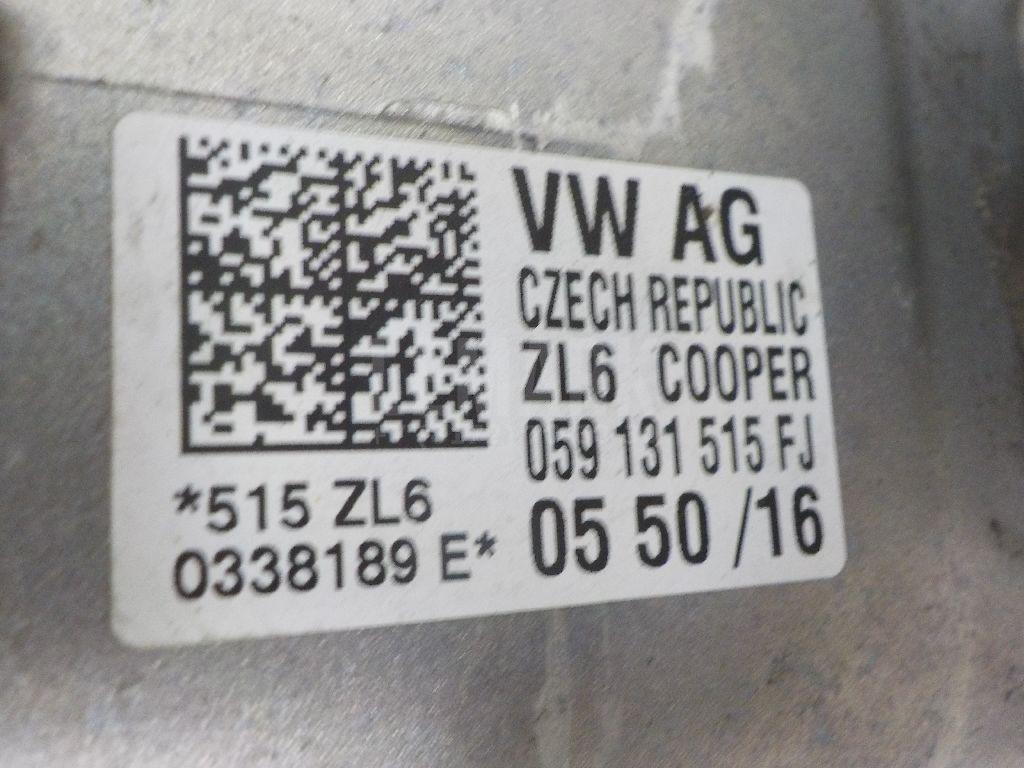 VW AG
CZECH REPUBLIC
ZL6 COOPER
059 131 515 FJ
05 50 /16
*515 ZL6
0338189 E*